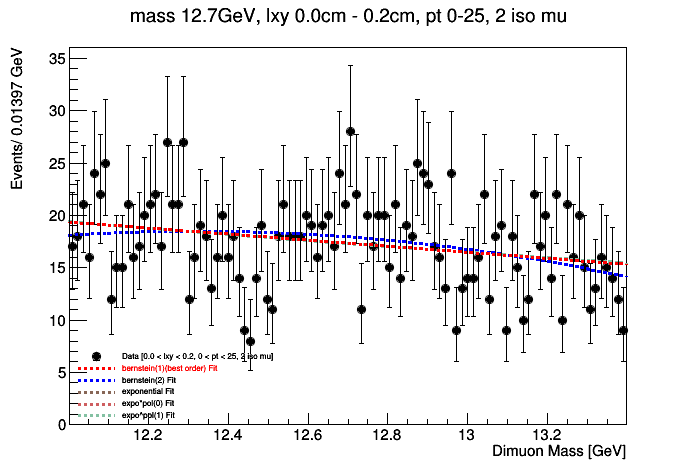 mass 12.7GeV, lxy 0.0cm - 0.2cm, pt 0-25, 2 iso mu
Events/ 0.01397 GeV
35
30
25
20
15
10
5
0
Data [0.0 < lxy < 0.2, 0 < pt < 25, 2 iso mu]
bernstein(1)(best order) Fit
bernstein(2) Fit
exponential Fit
expo*pol(0) Fit
expo^ppl(1) Fit
12.2 12.4 12.6 12.8 13 13.2
Dimuon Mass [GeV]